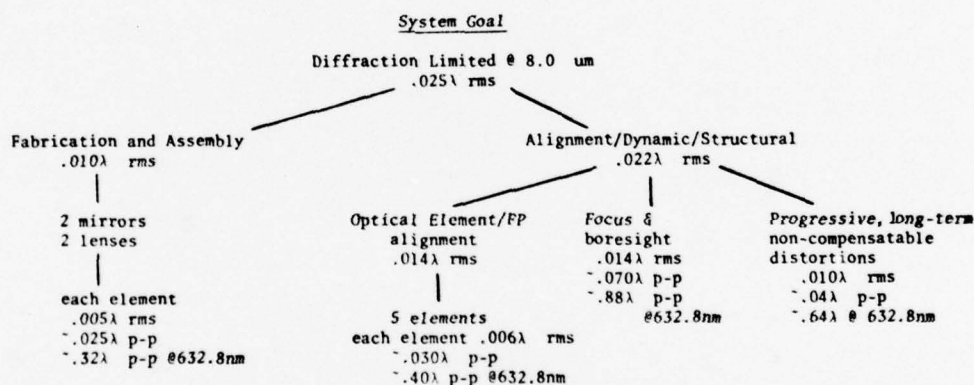 System Goal
Diffraction Limited @ 8.0 um
.025λ rms
Fabrication and Assembly
.010λ rms
2 mirrors
2 lenses
each element
.005λ rms
~.025λ p-p
~.32λ p-p @632.8nm
Alignment/Dynamic/Structural
.022λ rms
Optical Element/FP
alignment
.014λ rms
5 elements
each element .006λ rms
~.030λ p-p
~.40λ p-p @632.8nm
Focus &
boresight
.014λ rms
~.070λ p-p
~.88λ p-p
@632.8nm
Progressive, long-term
non-compensatable
distortions
.010λ rms
~.04λ p-p
~.64λ @ 632.8nm